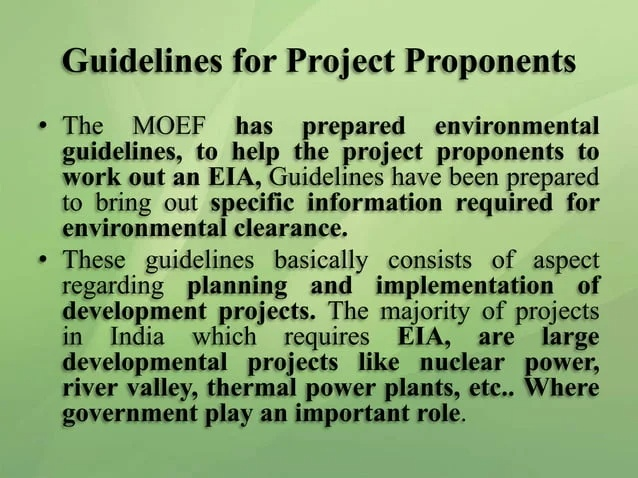 Guidelines for Project Proponents
• The MOEF has prepared environmental
guidelines, to help the project proponents to
work out an EIA, Guidelines have been prepared
to bring out specific information required for
environmental clearance.
• These guidelines basically consists of aspect
regarding planning and implementation of
development projects. The majority of projects
in India which requires EIA, are large
developmental projects like nuclear power,
river valley, thermal power plants, etc.. Where
government play an important role.